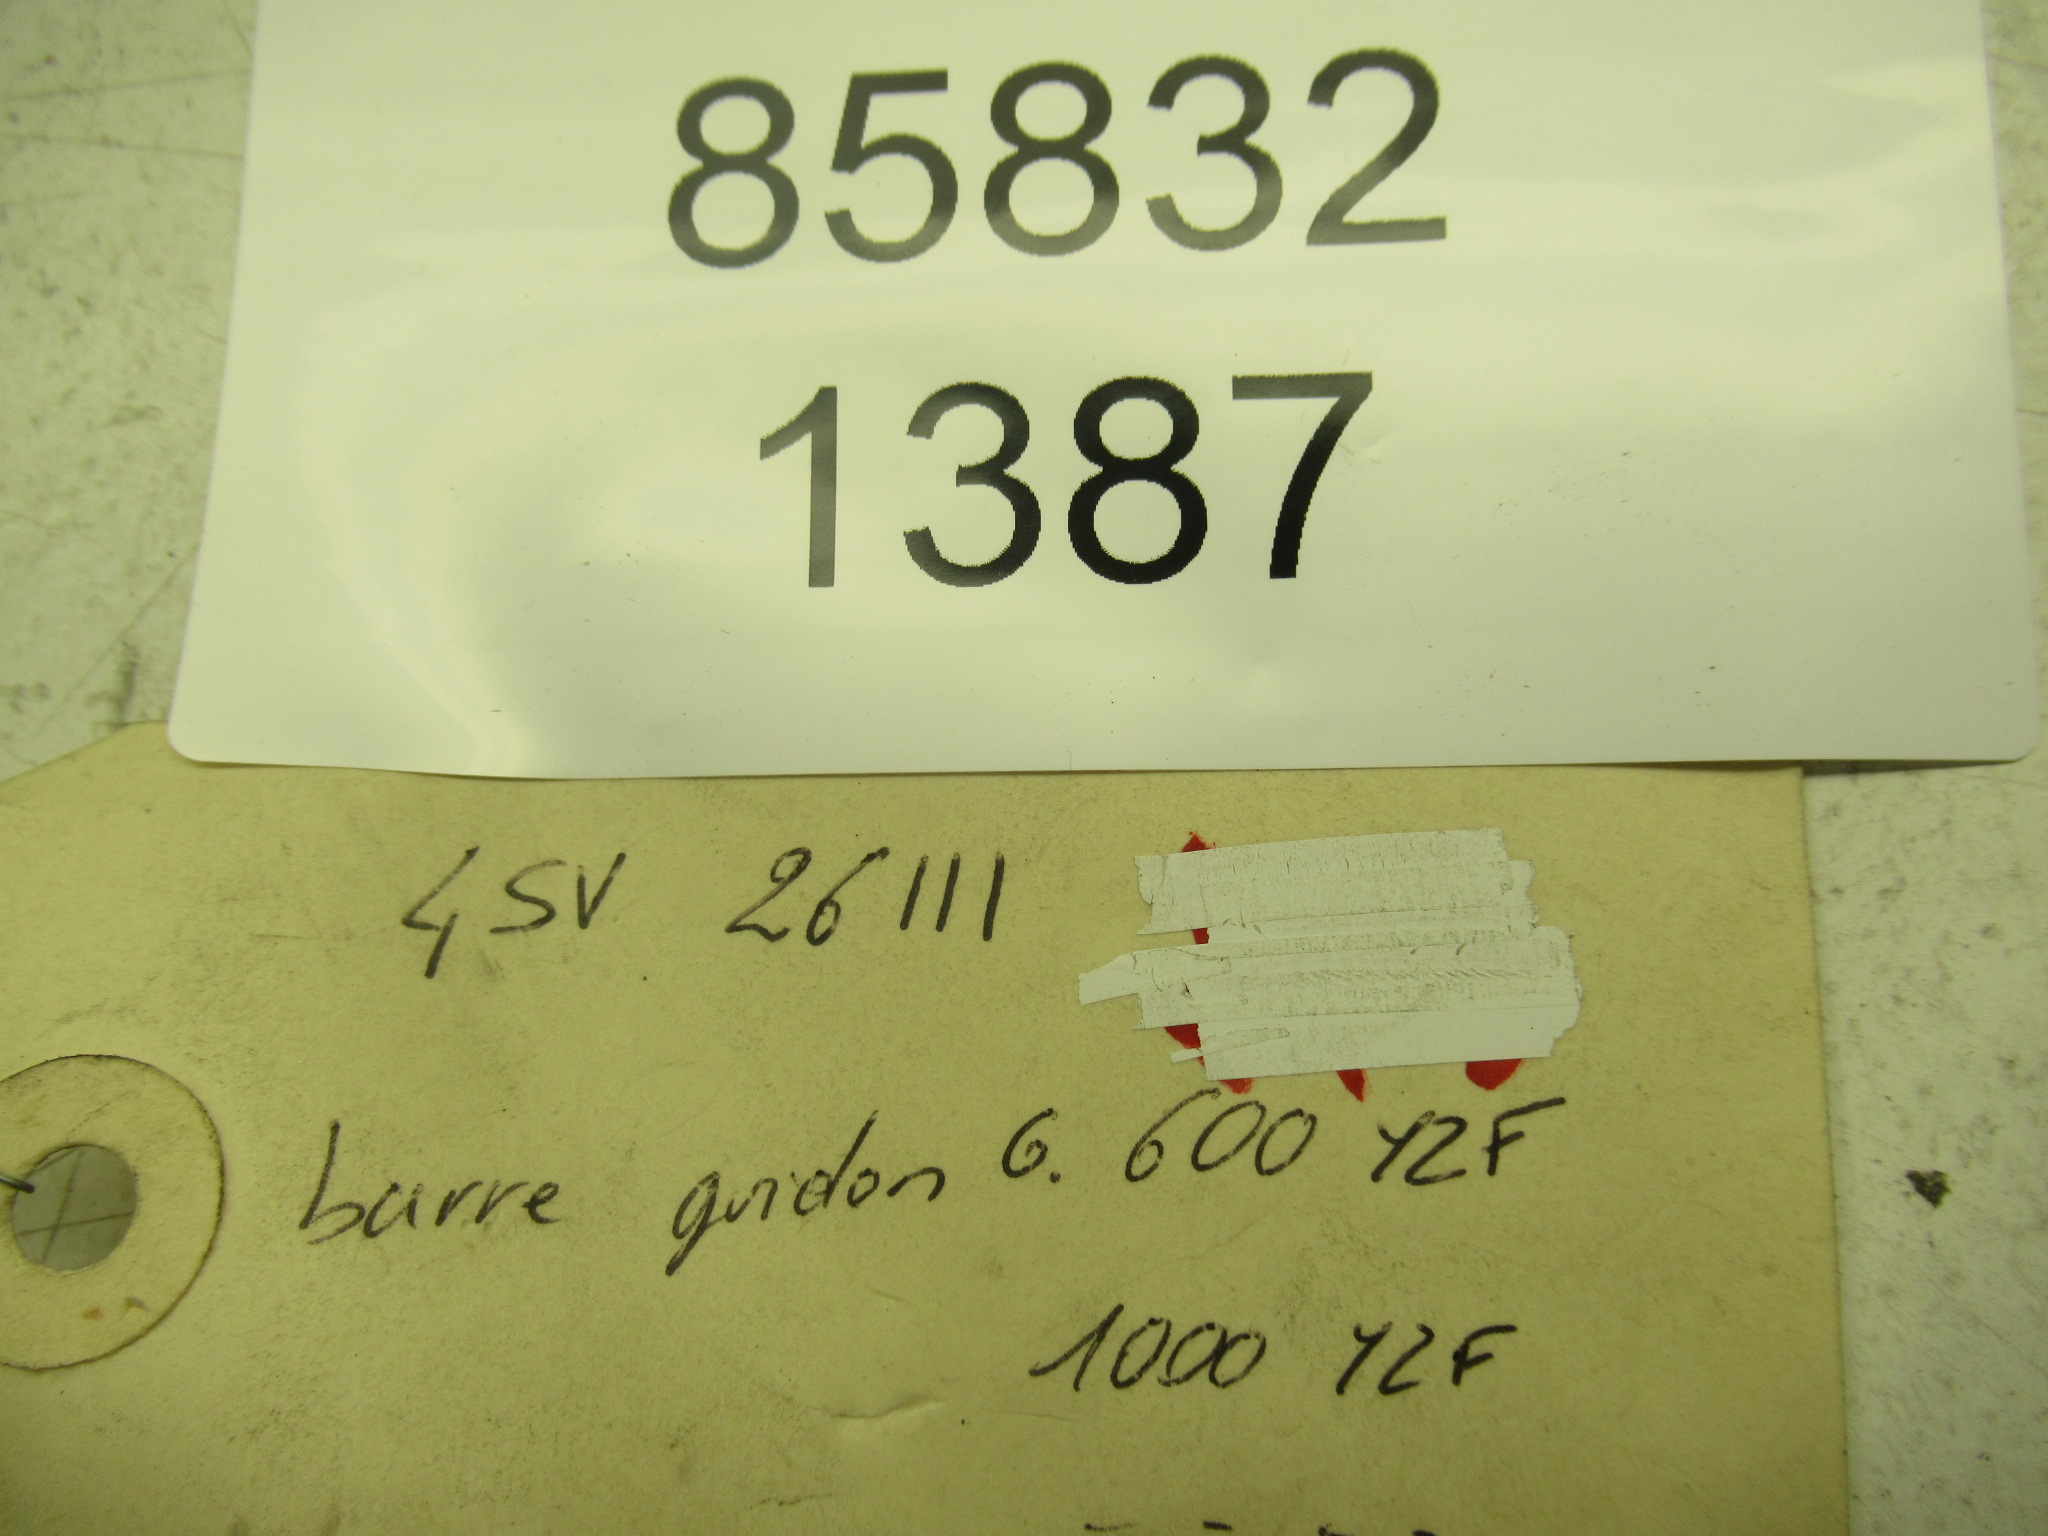 85832
1387
4SV 26111
barre guidon G. 600 YZF
1000 YZF